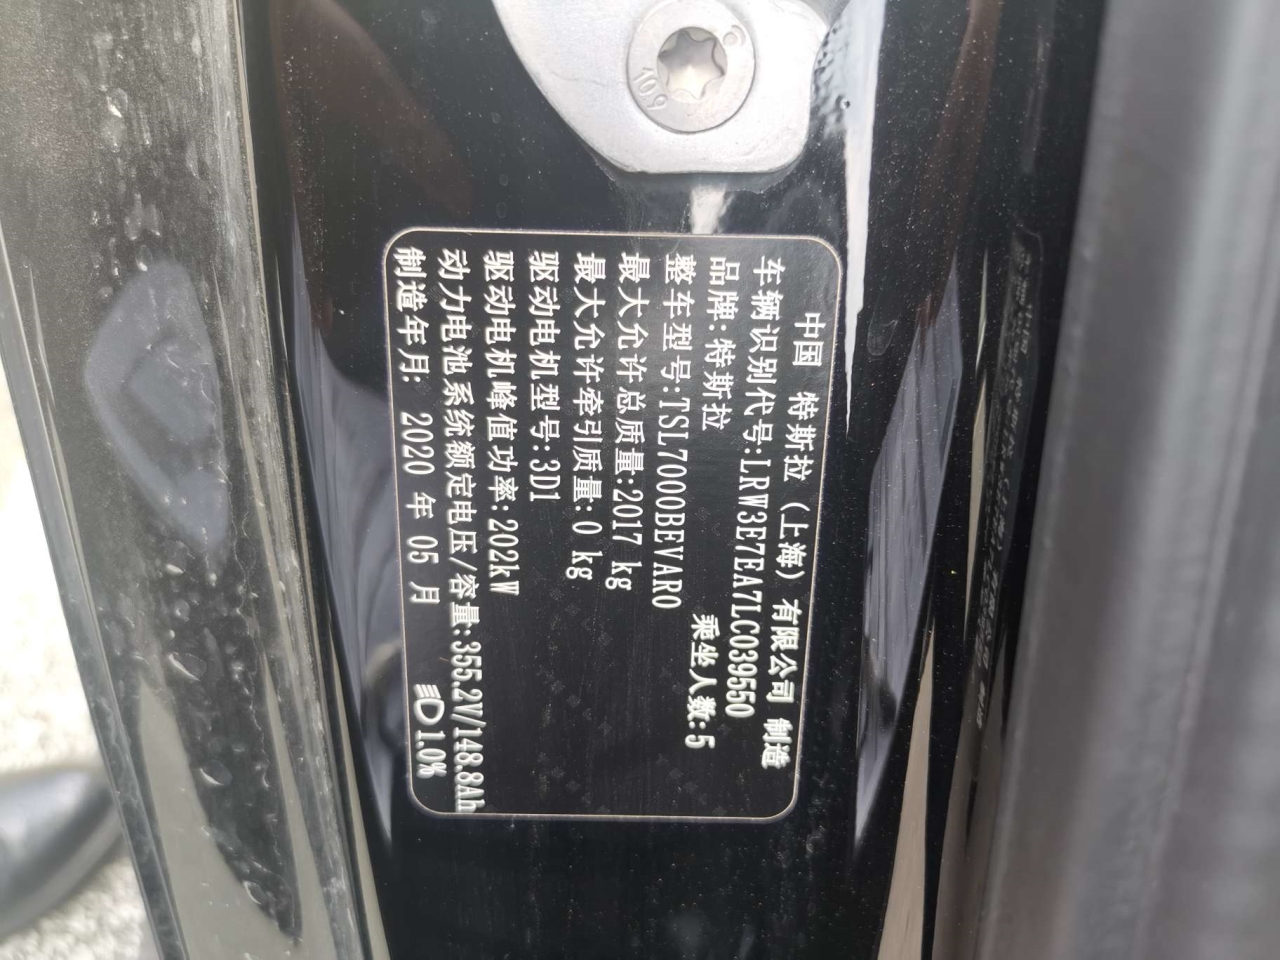 10.9
中国 特斯拉(上海)有限公司 制造
车辆识别代号:LRW3E7EA7LC039550
品牌:特斯拉 乘坐人数:5
整车型号:TSL7000BEVAR0
最大允许总质量:2017 kg
最大允许牵引质量:0 kg
驱动电机型号:3D1
驱动电机峰值功率:202kW
动力电池系统额定电压/容量:355.2V/148.8Ah
制造年月: 2020 年 05 月 1.0%